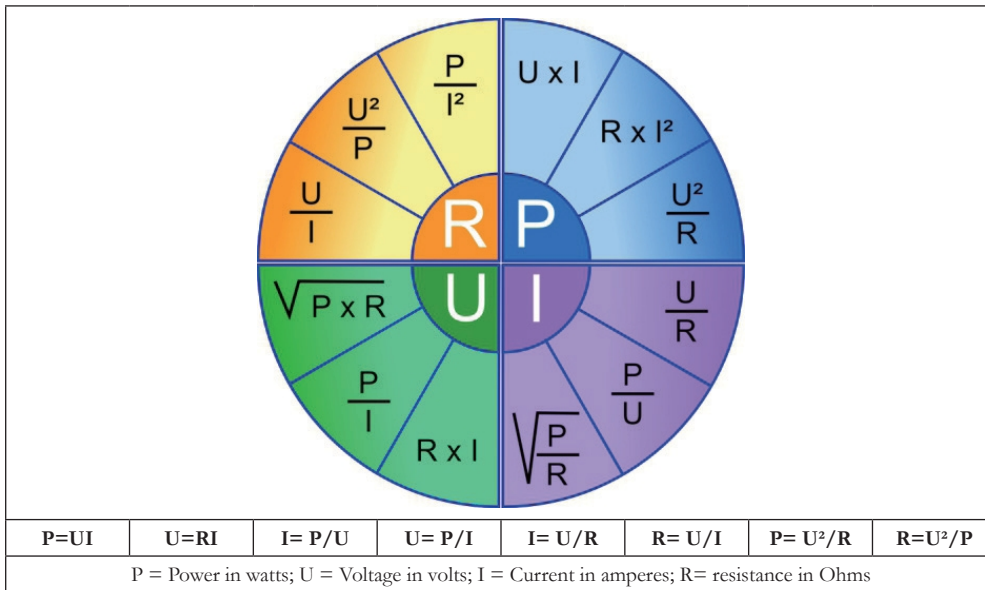 P
I²
U x I
U²
P
R x I²
U
I
U²
R
R P
U I
√P x R
U
R
P
I
P
U
R x I
√P
R
P=UI U=RI I= P/U U= P/I I= U/R R= U/I P= U²/R R=U²/P
P = Power in watts; U = Voltage in volts; I = Current in amperes; R= resistance in Ohms